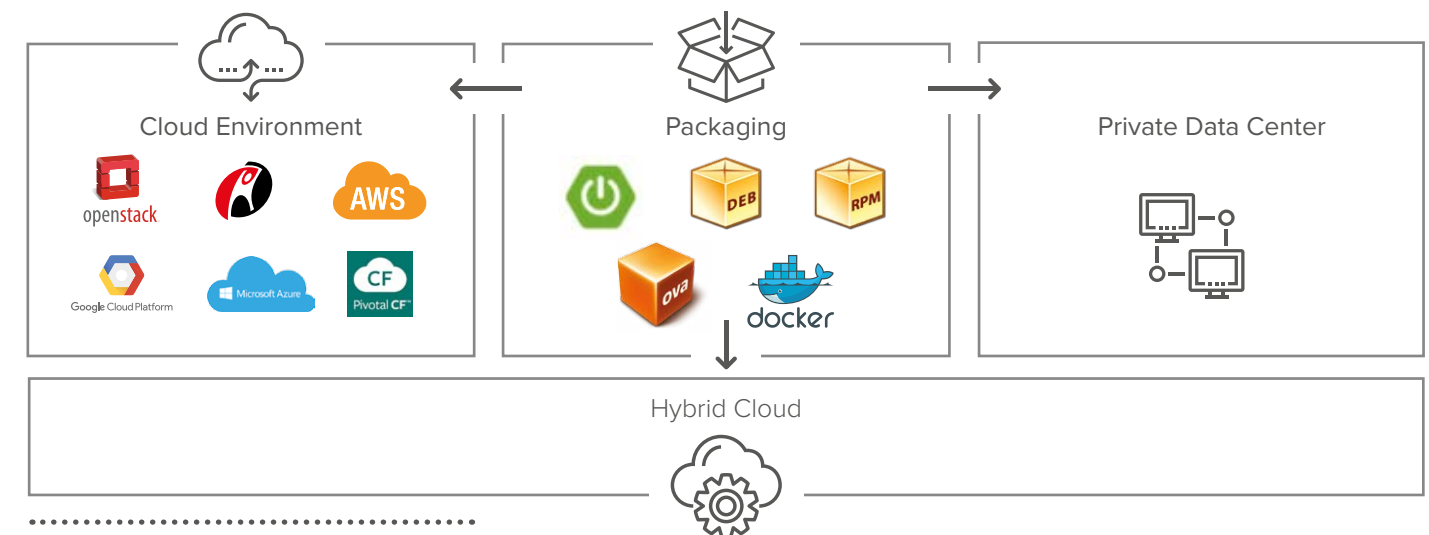 Cloud Environment
openstack
AWS
Google Cloud Platform
Microsoft Azure
CF
Pivotal CF™
Packaging
DEB
RPM
ova
docker
Private Data Center
Hybrid Cloud